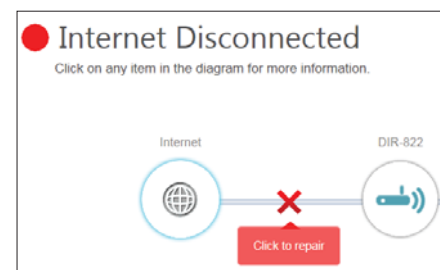 Internet Disconnected
Click on any item in the diagram for more information.
Internet
DIR-822
Click to repair